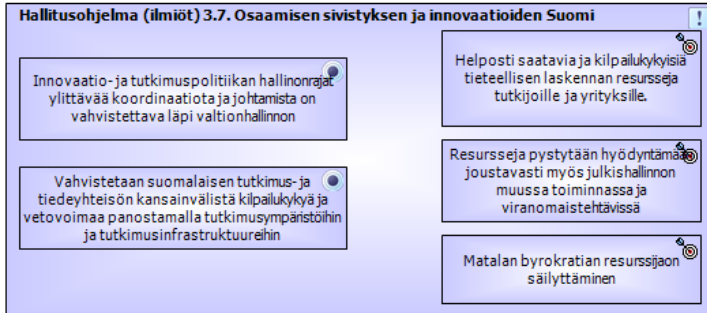 Hallitusohjelma (ilmiöt) 3.7. Osaamisen sivistyksen ja innovaatioiden Suomi
!
Innovaatio- ja tutkimuspolitiikan hallinonrajat
ylittävää koordinaatiota ja johtamista on
vahvistettava läpi valtionhallinnon
Vahvistetaan suomalaisen tutkimus- ja
tiedeyhteisön kansainvälistä kilpailukykyä ja
vetovoimaa panostamalla tutkimusympäristöihin
ja tutkimusinfrastruktuureihin
Helposti saatavia ja kilpailukykyisiä
tieteellisen laskennan resursseja
tutkijoille ja yrityksille.
Resursseja pystytään hyödyntämään
joustavasti myös julkishallinnon
muussa toiminnassa ja
viranomaistehtävissä
Matalan byrokratian resurssijaon
säilyttäminen